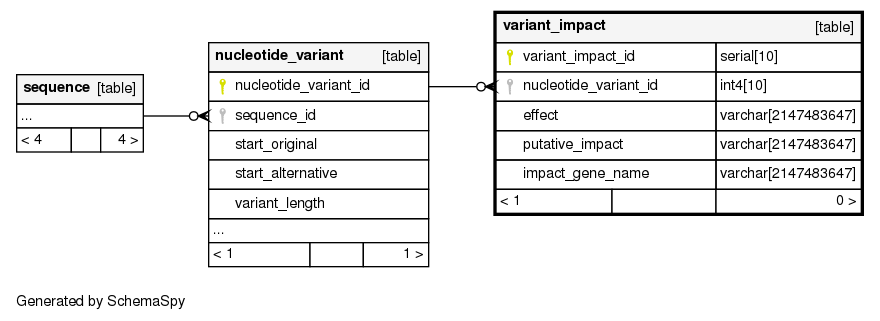 sequence [table]
...
< 4 4 >
nucleotide_variant [table]
nucleotide_variant_id
sequence_id
start_original
start_alternative
variant_length
...
< 1 1 >
variant_impact [table]
variant_impact_id serial[10]
nucleotide_variant_id int4[10]
effect varchar[2147483647]
putative_impact varchar[2147483647]
impact_gene_name varchar[2147483647]
< 1 0 >
Generated by SchemaSpy